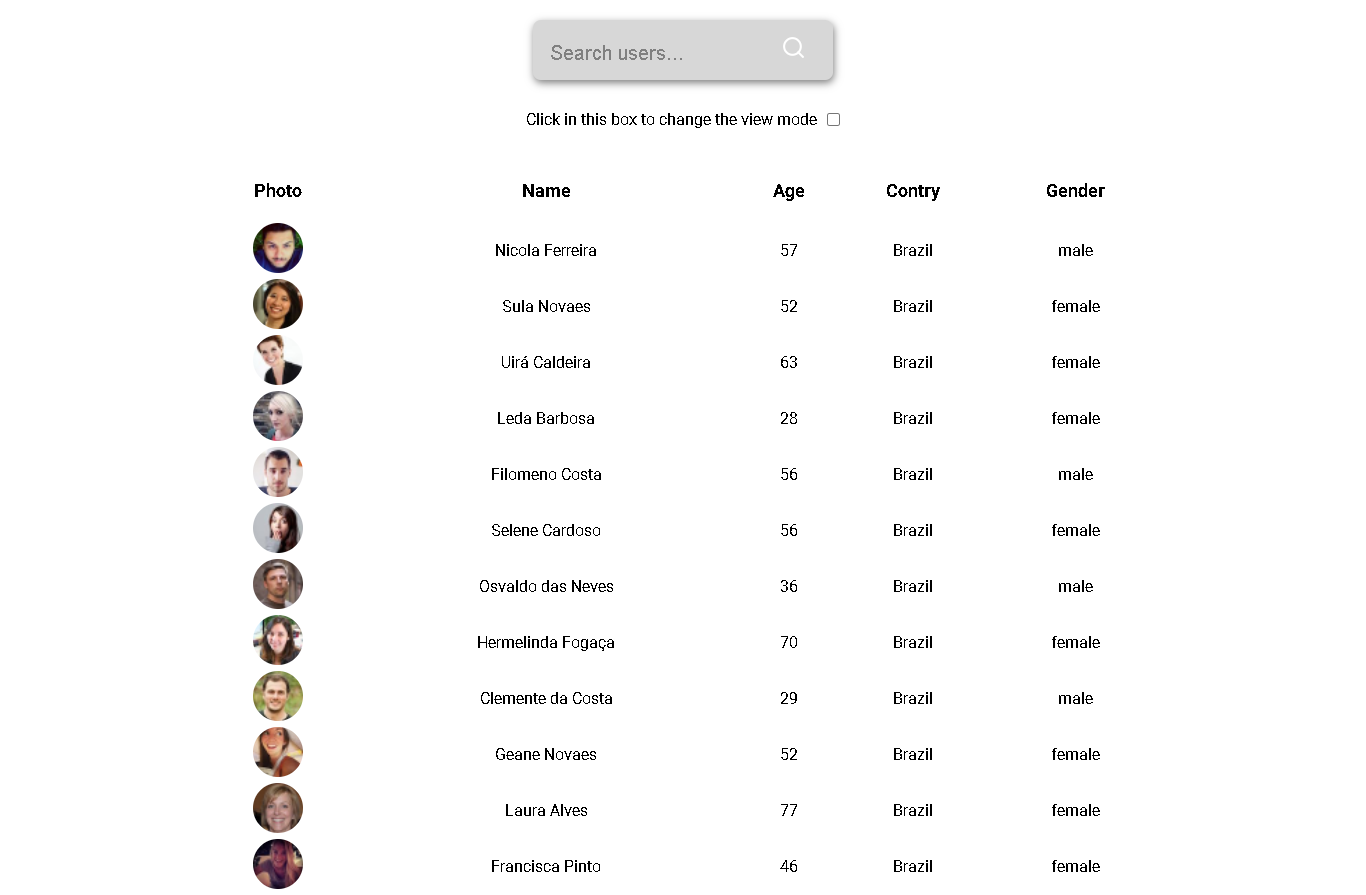 Search users...
Click in this box to change the view mode
Photo Name Age Contry Gender
Nicola Ferreira 57 Brazil male
Sula Novaes 52 Brazil female
Uirá Caldeira 63 Brazil female
Leda Barbosa 28 Brazil female
Filomeno Costa 56 Brazil male
Selene Cardoso 56 Brazil female
Osvaldo das Neves 36 Brazil male
Hermelinda Fogaça 70 Brazil female
Clemente da Costa 29 Brazil male
Geane Novaes 52 Brazil female
Laura Alves 77 Brazil female
Francisca Pinto 46 Brazil female